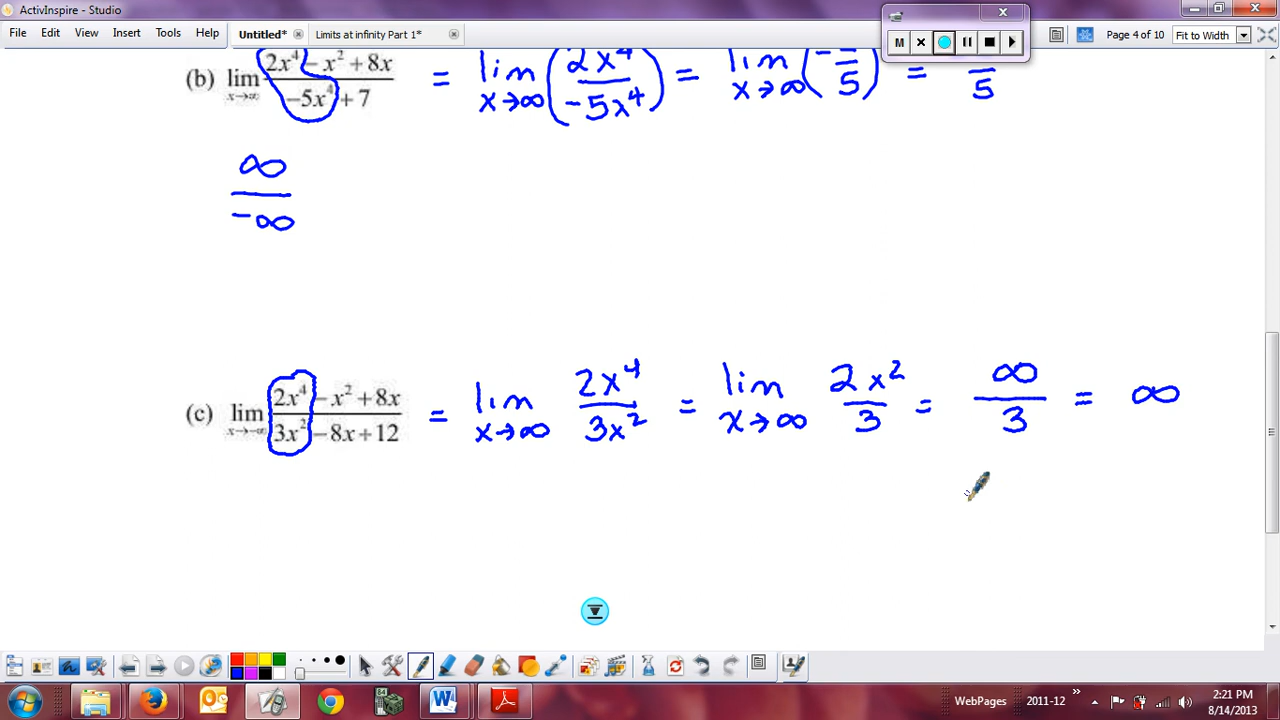 ActivInspire - Studio
File Edit View Insert Tools Help Untitled* Limits at infinity Part 1* Page 4 of 10 Fit to Width
(b) lim x→∞ (2x⁴ − x² + 8x)/(−5x⁴ + 7) = lim x→∞ (2x⁴/−5x⁴) = lim x→∞ (− /5) = /5
∞/−∞
(c) lim x→−∞ (2x⁴ − x² + 8x)/(3x² − 8x + 12) = lim x→∞ 2x⁴/3x² = lim x→∞ 2x²/3 = ∞/3 = ∞
WebPages 2011-12 » 2:21 PM
8/14/2013